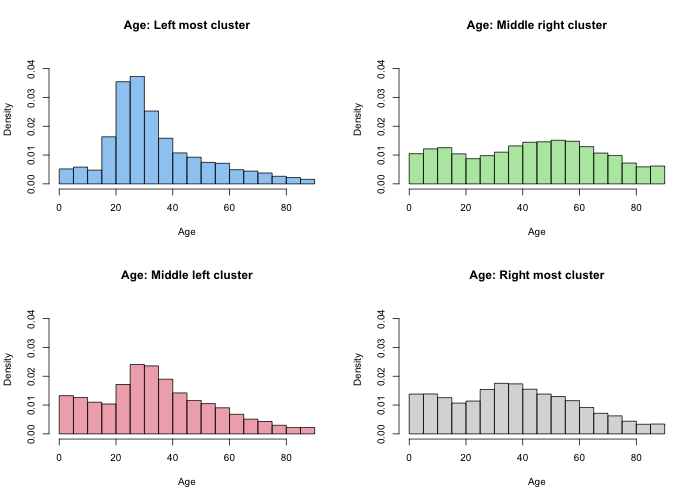 Age: Left most cluster
Density
0.00 0.01 0.02 0.03 0.04
0 20 40 60 80
Age
Age: Middle right cluster
Density
0.00 0.01 0.02 0.03 0.04
0 20 40 60 80
Age
Age: Middle left cluster
Density
0.00 0.01 0.02 0.03 0.04
0 20 40 60 80
Age
Age: Right most cluster
Density
0.00 0.01 0.02 0.03 0.04
0 20 40 60 80
Age